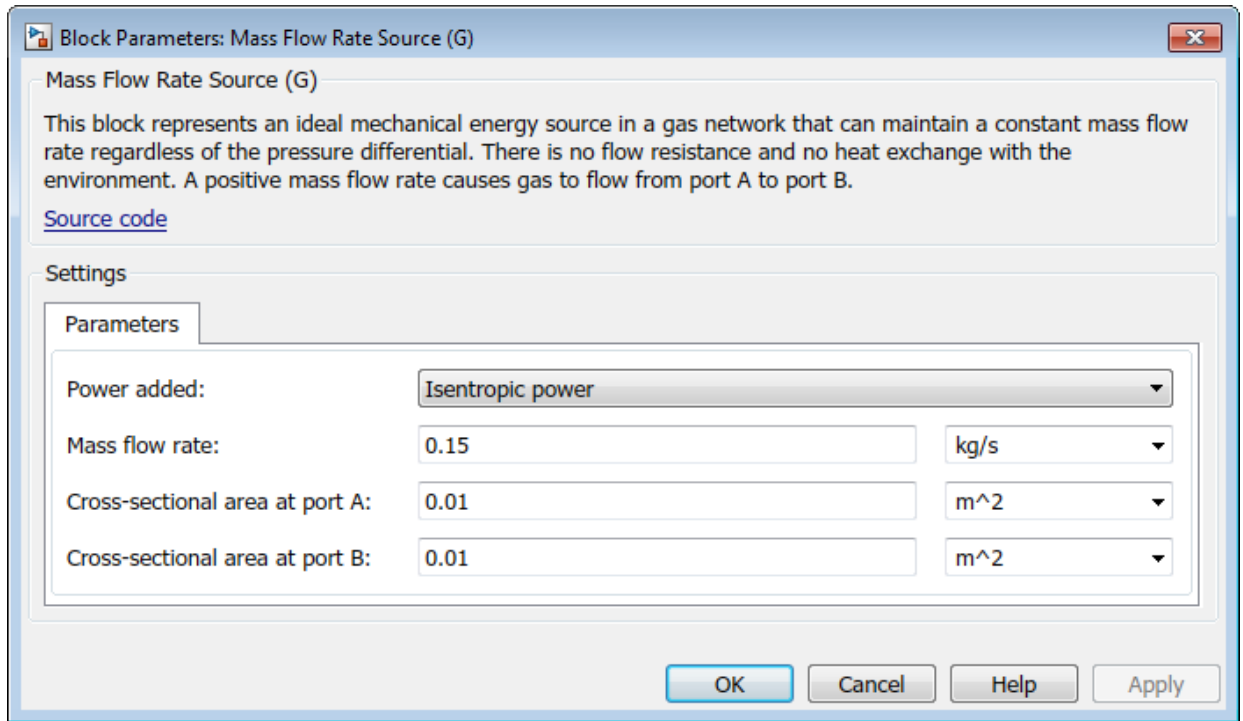 Block Parameters: Mass Flow Rate Source (G)
Mass Flow Rate Source (G)
This block represents an ideal mechanical energy source in a gas network that can maintain a constant mass flow
rate regardless of the pressure differential. There is no flow resistance and no heat exchange with the
environment. A positive mass flow rate causes gas to flow from port A to port B.
Source code
Settings
Parameters
Power added: Isentropic power
Mass flow rate: 0.15 kg/s
Cross-sectional area at port A: 0.01 m^2
Cross-sectional area at port B: 0.01 m^2
OK Cancel Help Apply